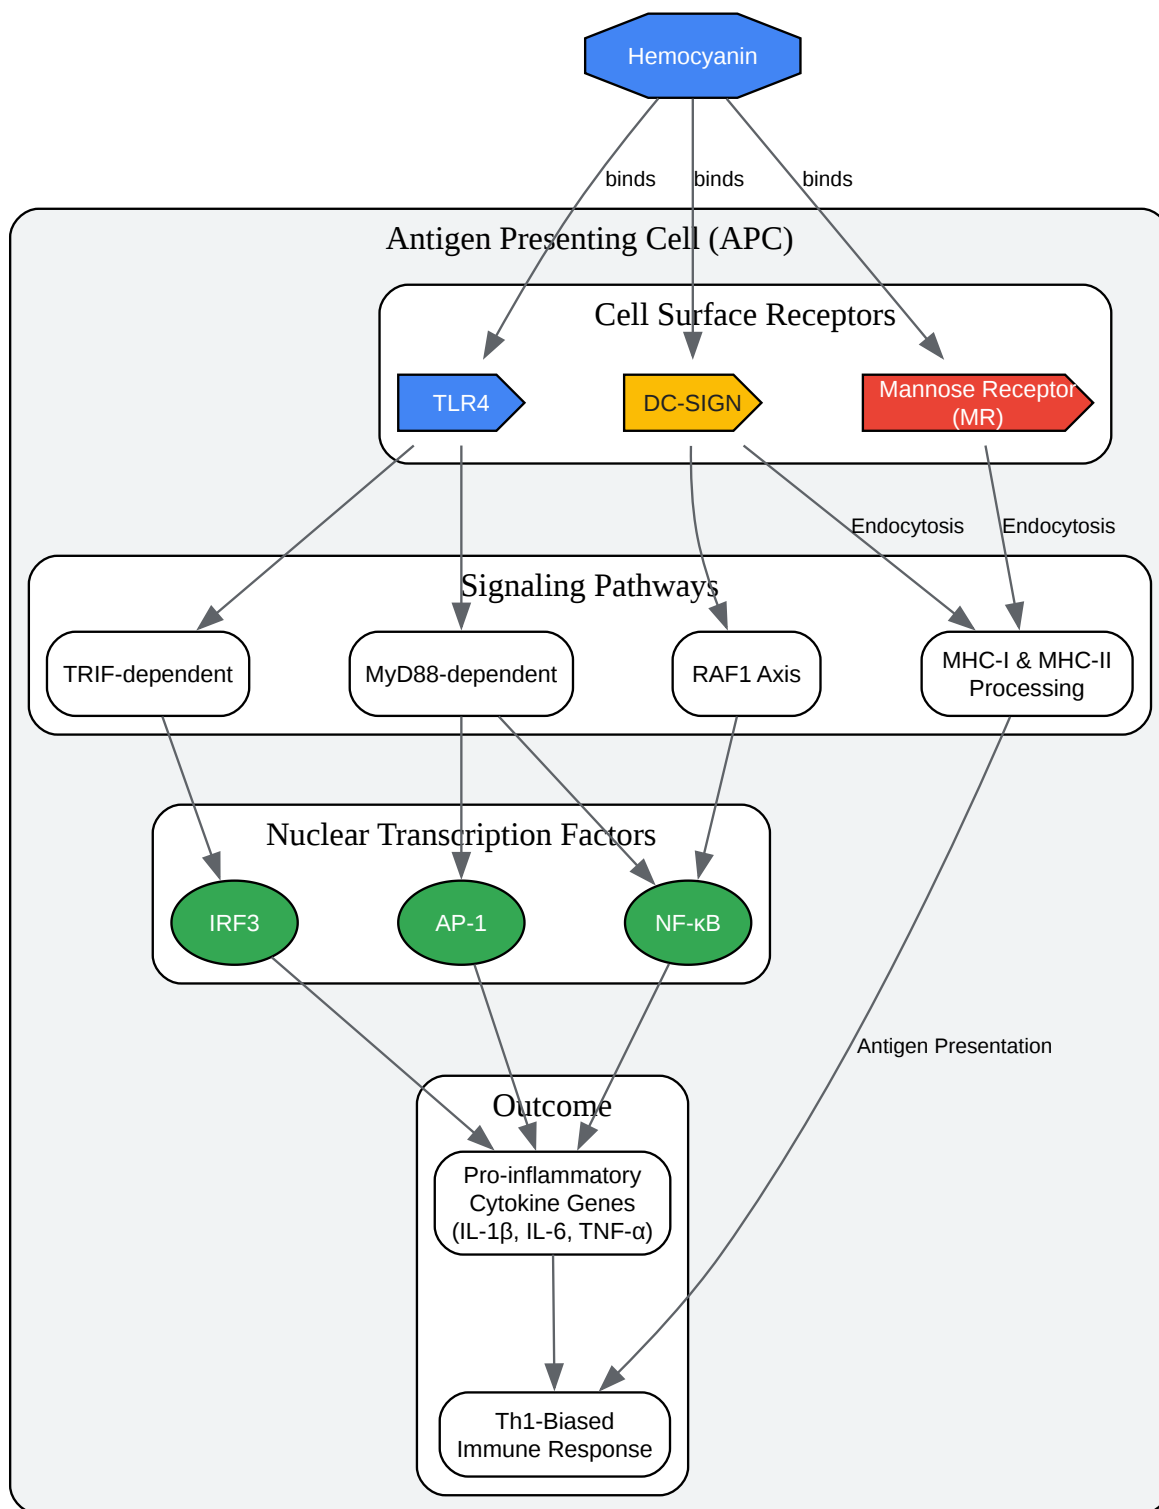 Hemocyanin
binds
binds
binds
Antigen Presenting Cell (APC)
Cell Surface Receptors
TLR4
DC-SIGN
Mannose Receptor
(MR)
Endocytosis
Endocytosis
Signaling Pathways
TRIF-dependent
MyD88-dependent
RAF1 Axis
MHC-I & MHC-II
Processing
Nuclear Transcription Factors
IRF3
AP-1
NF-κB
Antigen Presentation
Outcome
Pro-inflammatory
Cytokine Genes
(IL-1β, IL-6, TNF-α)
Th1-Biased
Immune Response